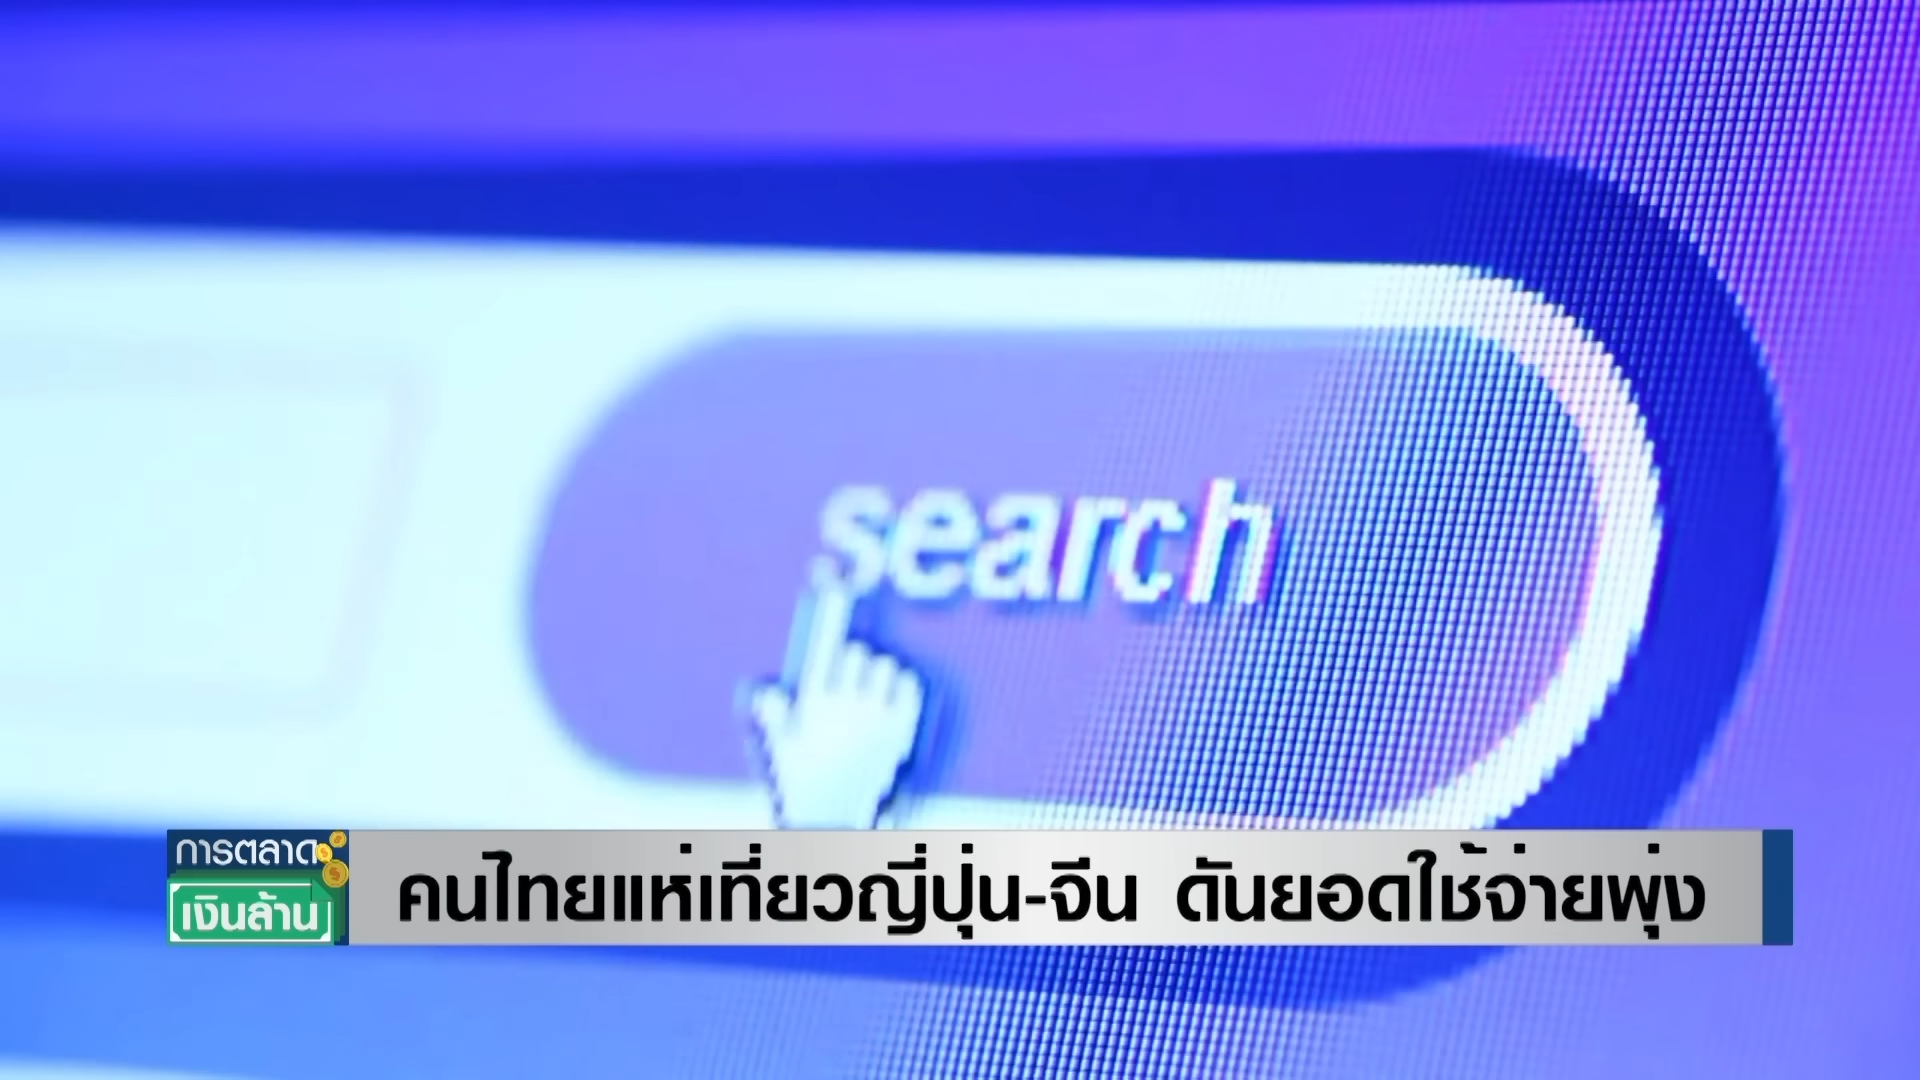 search
การตลาด
เงินล้าน
คนไทยแห่เที่ยวญี่ปุ่น-จีน ดันยอดใช้จ่ายพุ่ง